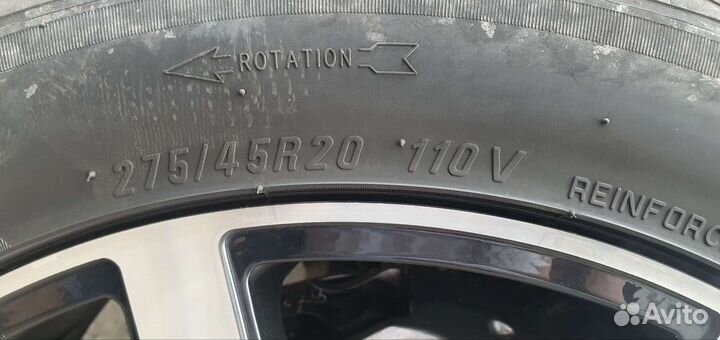 ROTATION
275/45R20 110V
REINFORC
Avito